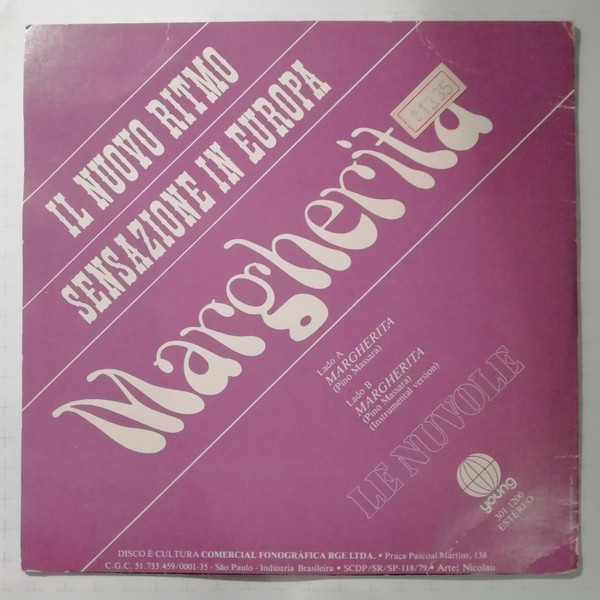 IL NUOVO RITMO
SENSAZIONE IN EUROPA
Margherita
21335
Lado A
MARGHERITA
(Pino Massara)
Lado B
MARGHERITA
(Pino Massara)
(Instrumental version)
LE NUVOLE
young
301.1200
ESTÉREO
DISCO É CULTURA COMERCIAL FONOGRÁFICA RGE LTDA. • Praça Pascoal Martins, 138
C.G.C. 51.733.459/0001-35 - São Paulo - Indústria Brasileira • SCDP/SR/SP-118/79 • Arte: Nicolau